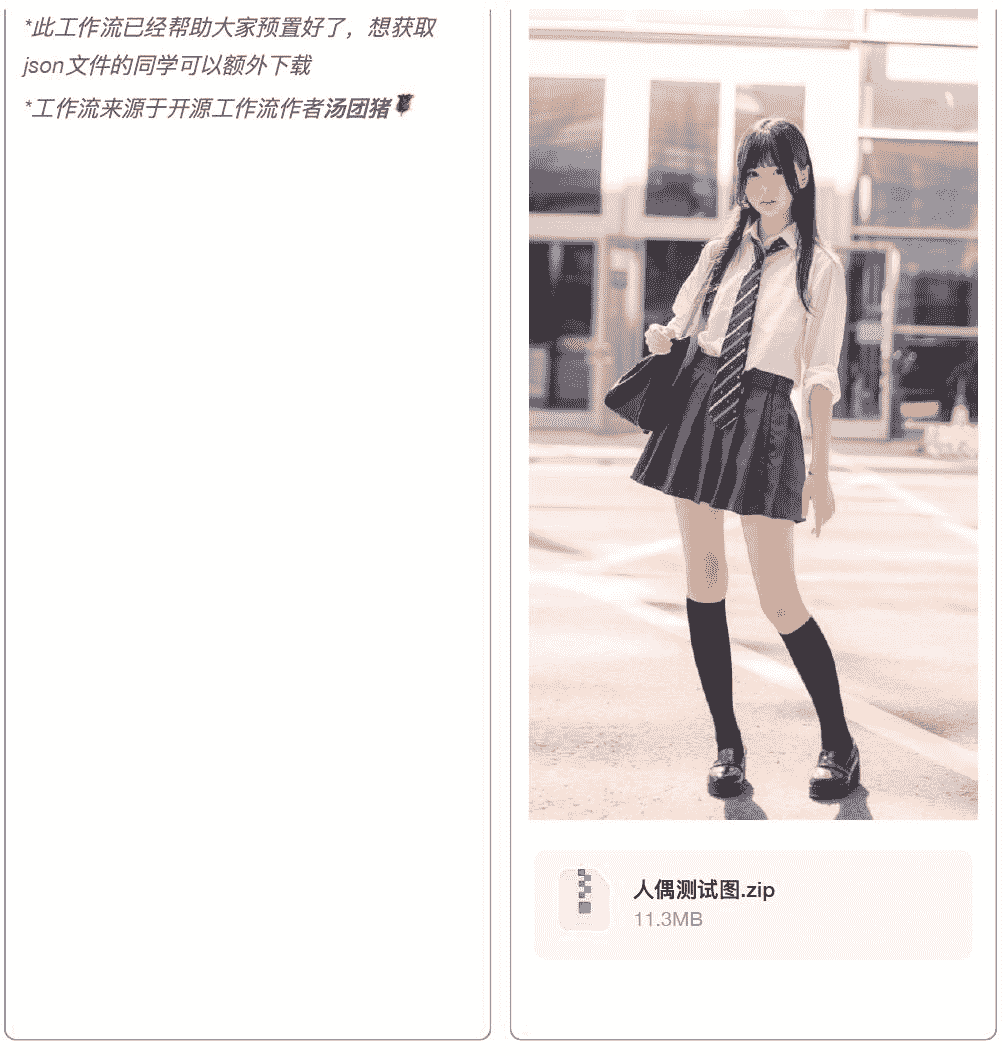 *此工作流已经帮助大家预置好了，想获取
json文件的同学可以额外下载
*工作流来源于开源工作流作者汤团猪
人偶测试图.zip
11.3MB